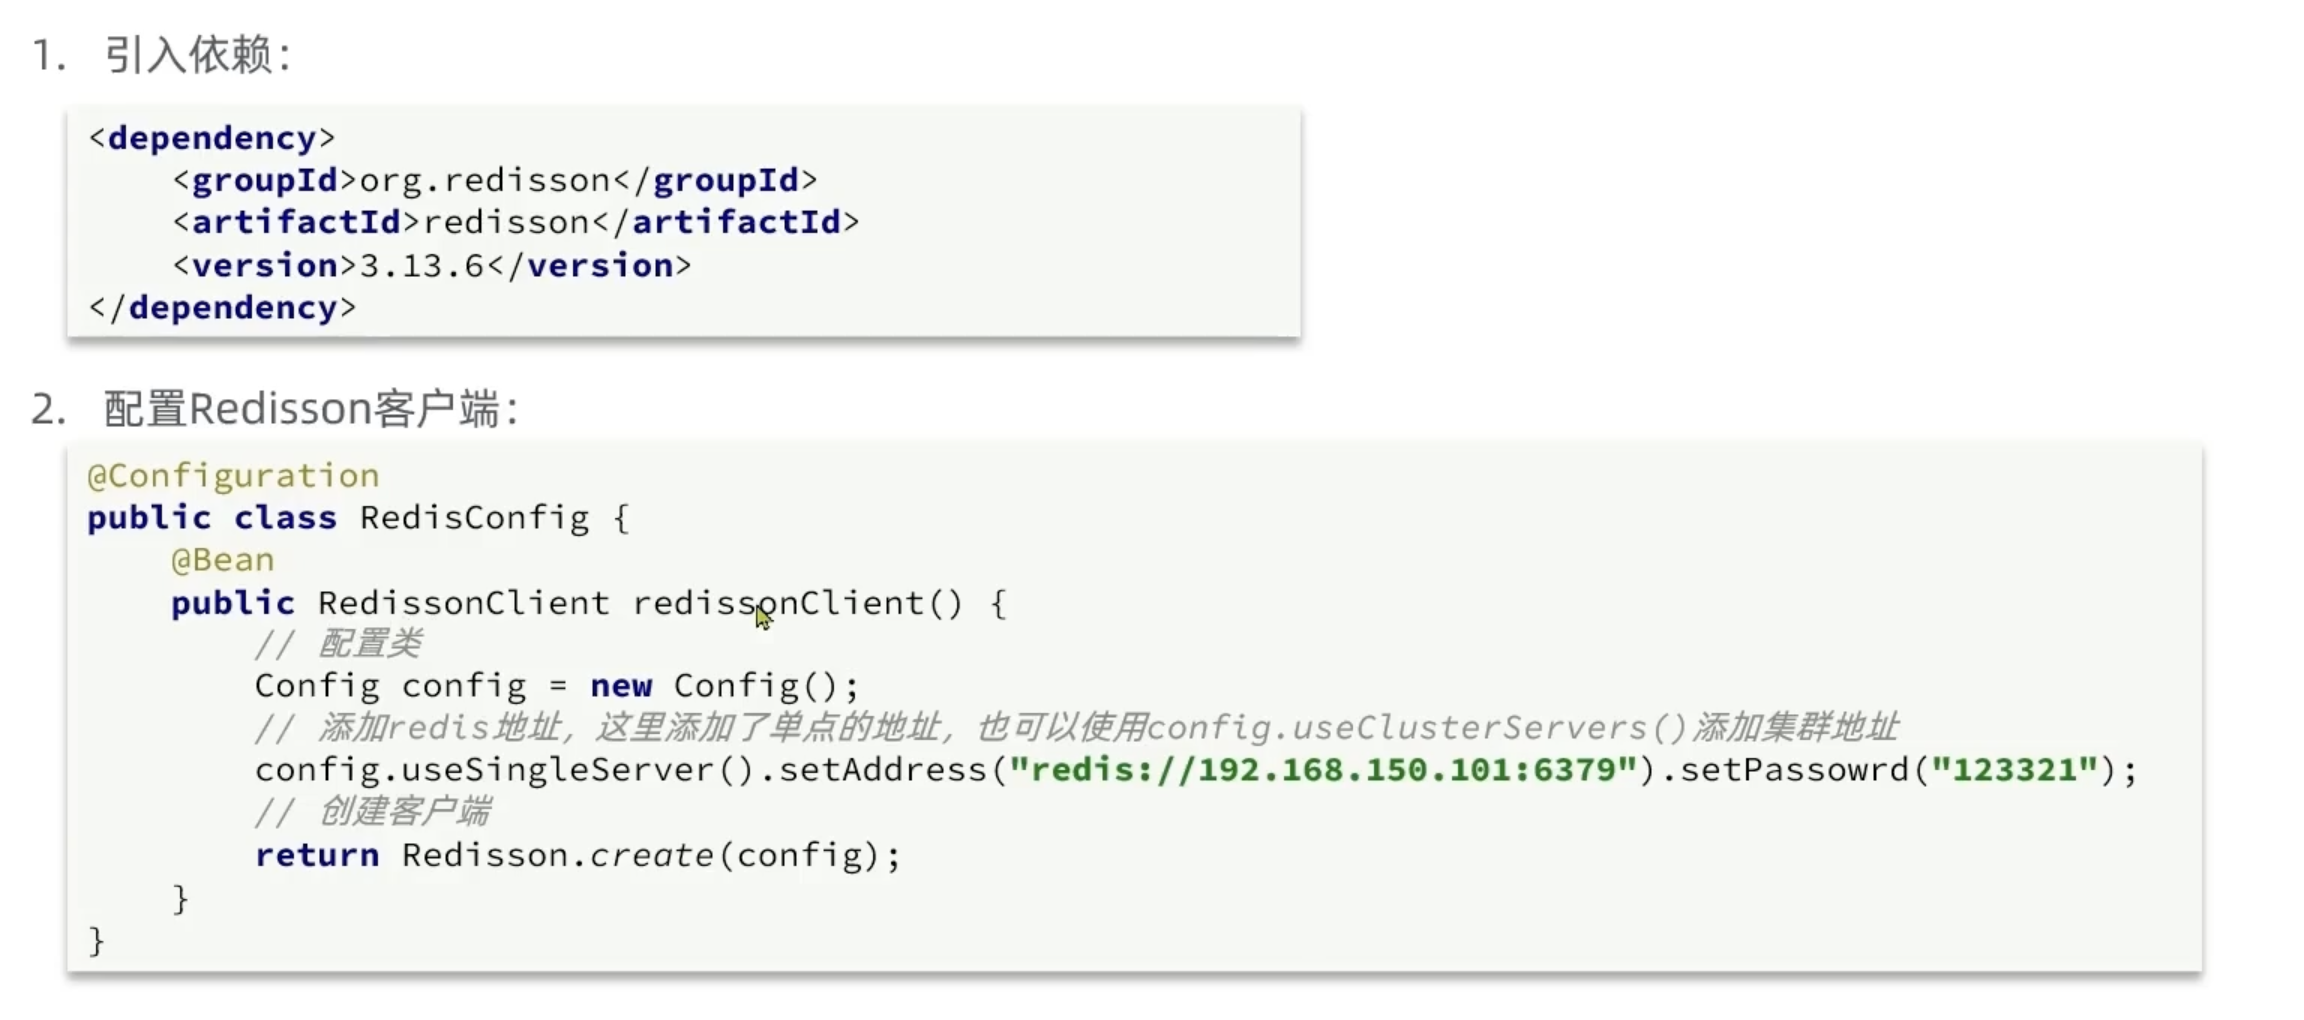 1. 引入依赖：
<dependency>
    <groupId>org.redisson</groupId>
    <artifactId>redisson</artifactId>
    <version>3.13.6</version>
</dependency>
2. 配置Redisson客户端：
@Configuration
public class RedisConfig {
    @Bean
    public RedissonClient redissonClient() {
        // 配置类
        Config config = new Config();
        // 添加redis地址，这里添加了单点的地址，也可以使用config.useClusterServers()添加集群地址
        config.useSingleServer().setAddress("redis://192.168.150.101:6379").setPassowrd("123321");
        // 创建客户端
        return Redisson.create(config);
    }
}